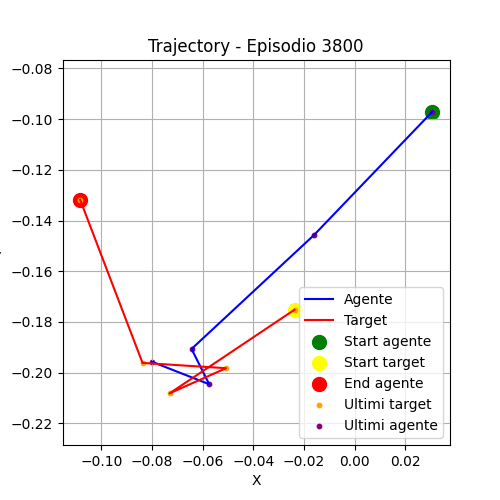 Trajectory - Episodio 3800
−0.08
−0.10
−0.12
−0.14
−0.16
−0.18
−0.20
−0.22
Agente
Target
Start agente
Start target
End agente
Ultimi target
Ultimi agente
−0.10 −0.08 −0.06 −0.04 −0.02 0.00 0.02
X